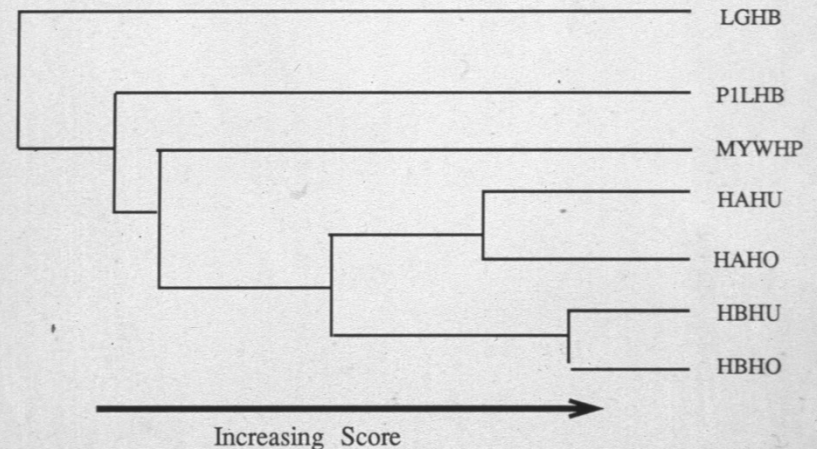 LGHB
P1LHB
MYWHP
HAHU
HAHO
HBHU
HBHO
Increasing Score